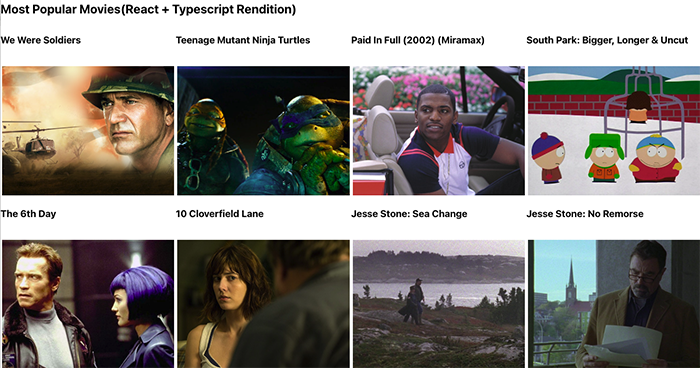 Most Popular Movies(React + Typescript Rendition)
We Were Soldiers
Teenage Mutant Ninja Turtles
Paid In Full (2002) (Miramax)
South Park: Bigger, Longer & Uncut
The 6th Day
10 Cloverfield Lane
Jesse Stone: Sea Change
Jesse Stone: No Remorse